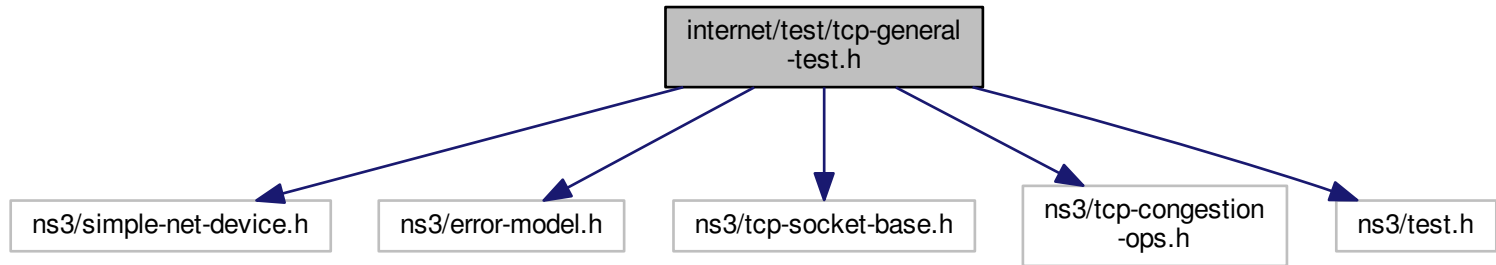 internet/test/tcp-general
-test.h
ns3/simple-net-device.h
ns3/error-model.h
ns3/tcp-socket-base.h
ns3/tcp-congestion
-ops.h
ns3/test.h